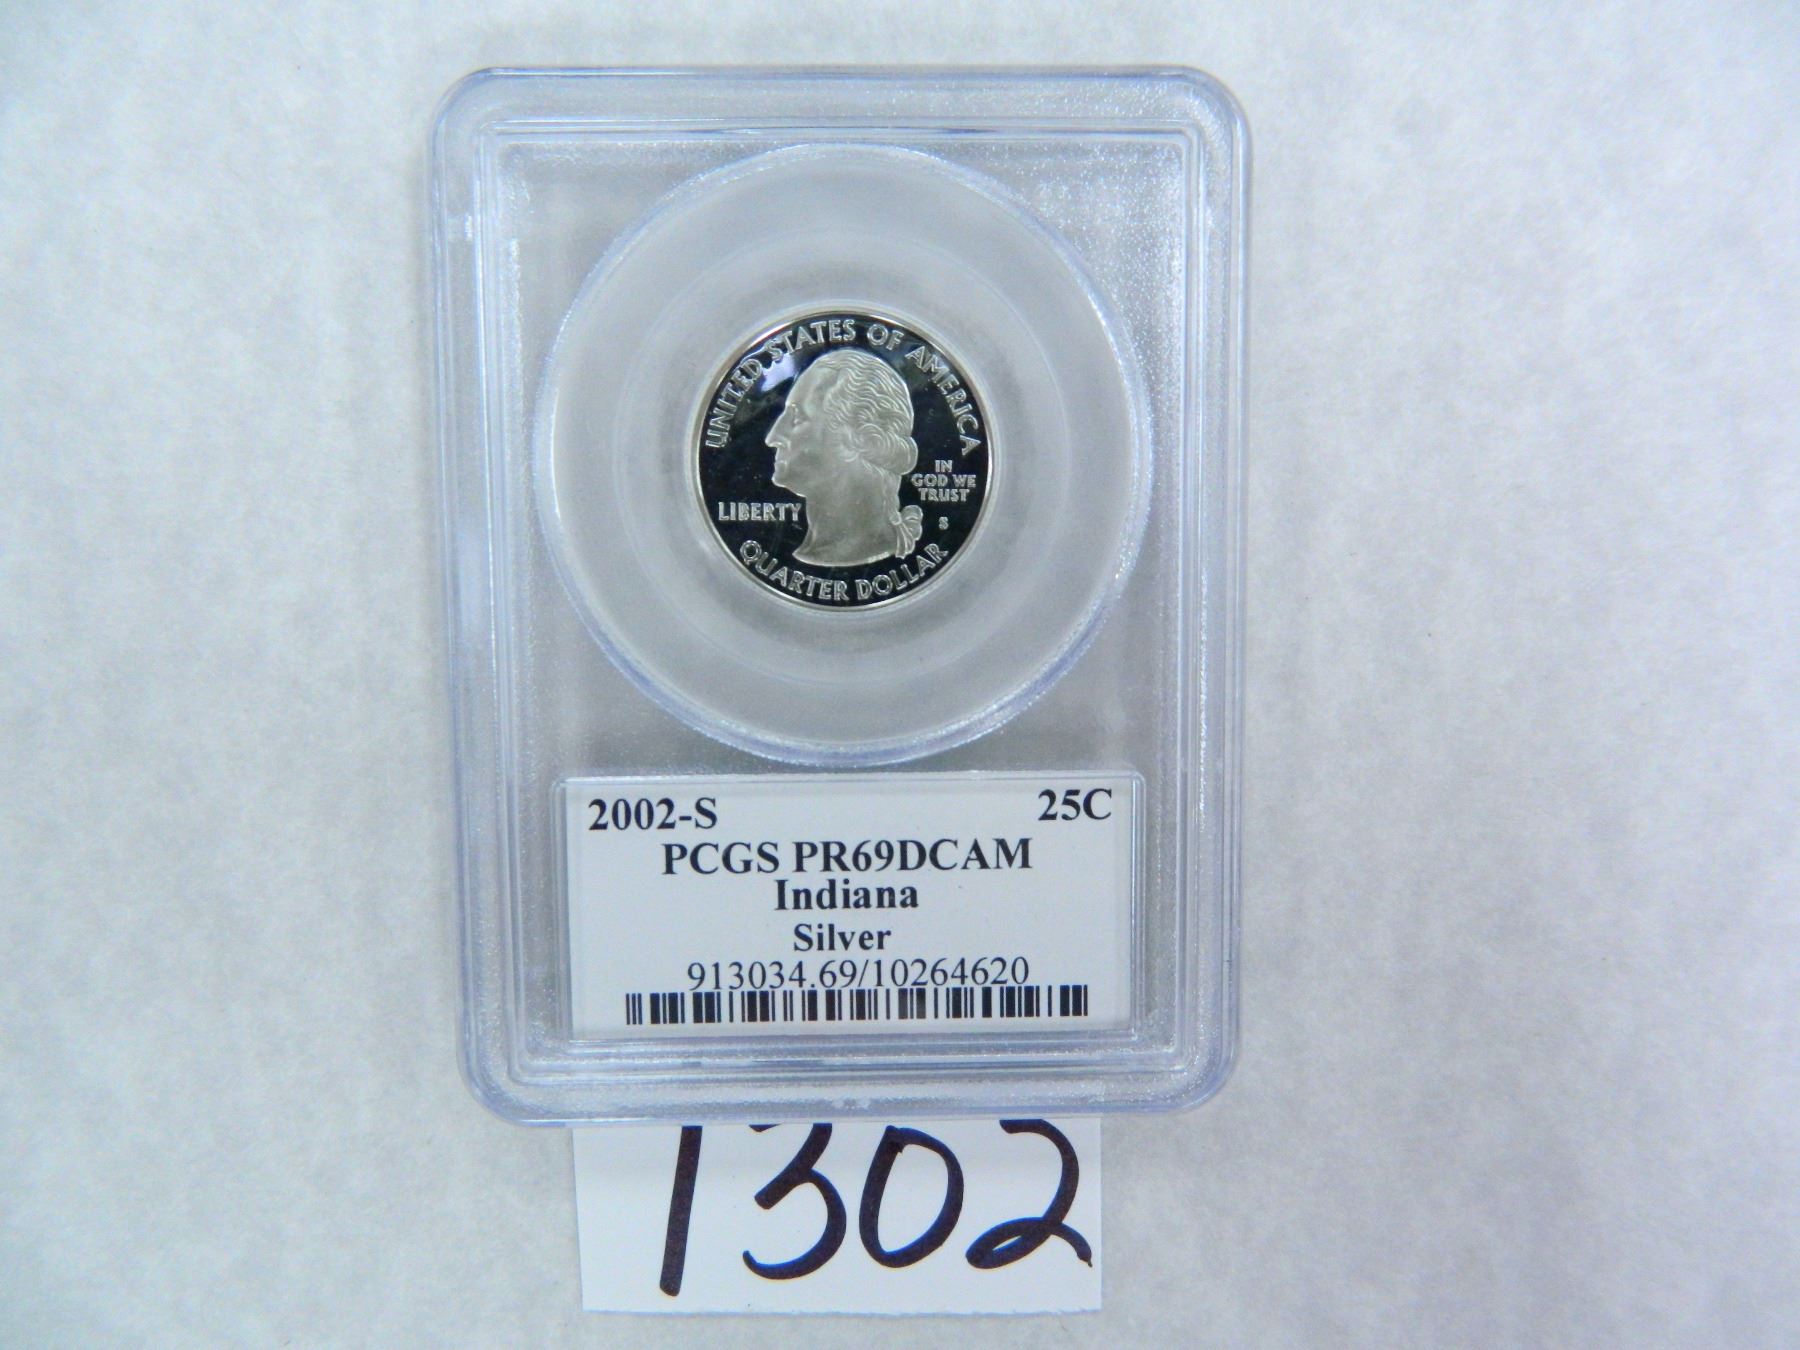 UNITED STATES OF AMERICA
IN
GOD WE
TRUST
LIBERTY
S
QUARTER DOLLAR
2002-S 25C
PCGS PR69DCAM
Indiana
Silver
913034.69/10264620
1302